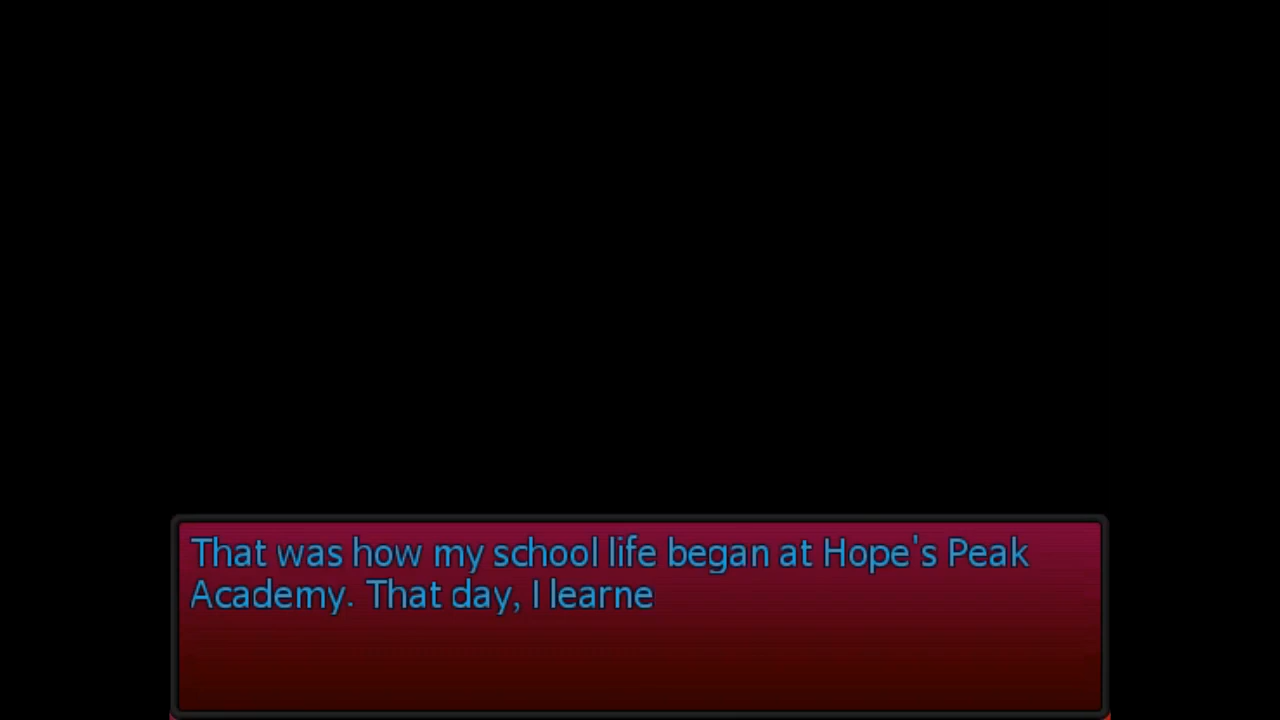 That was how my school life began at Hope's Peak
Academy. That day, I learne